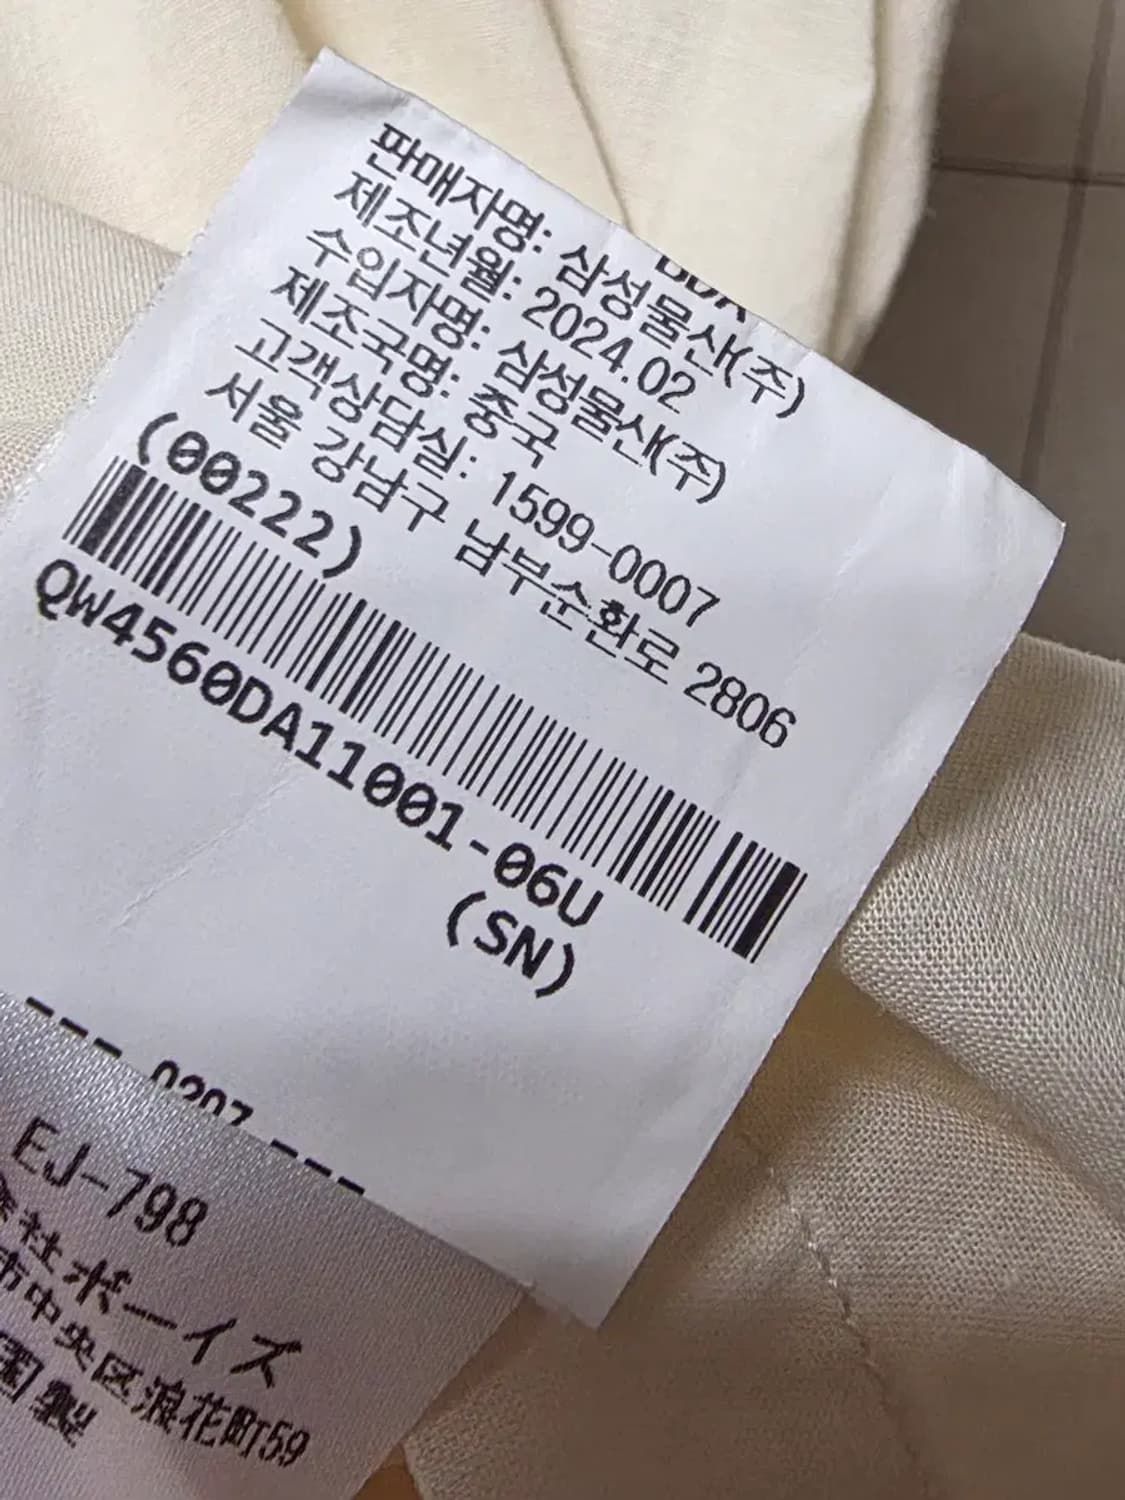 판매자명: 삼성물산(주)
제조년월: 2024.02
수입자명: 삼성물산(주)
제조국명: 중국
고객상담실: 1599-0007
서울 강남구 남부순환로 2806
(00222)
QW4560DA11001-06U
(SN)
--- 0207 ---
EJ-798
社ボーイズ
市中央区浪花町59
製